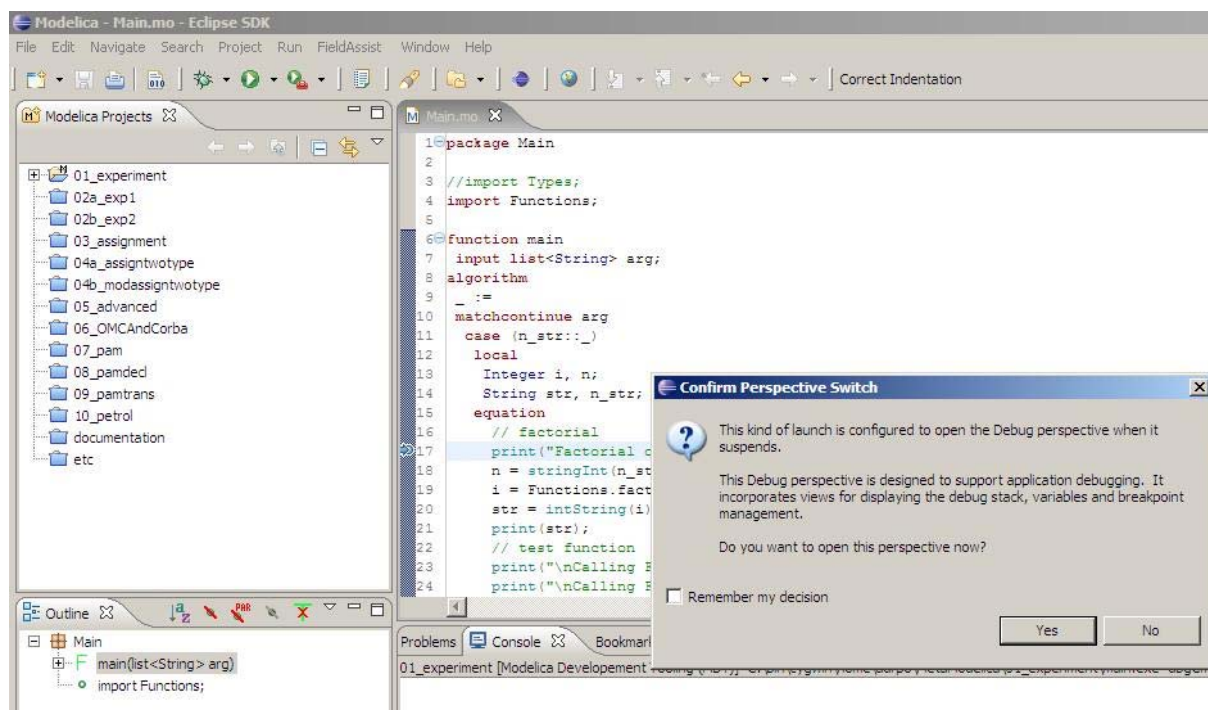 Modelica - Main.mo - Eclipse SDK
File Edit Navigate Search Project Run FieldAssist Window Help
Correct Indentation
Modelica Projects
01_experiment
02a_exp1
02b_exp2
03_assignment
04a_assigntwotype
04b_modassigntwotype
05_advanced
06_OMCAndCorba
07_pam
08_pamdecl
09_pamtrans
10_petrol
documentation
etc
Main.mo
1 package Main
2
3 //import Types;
4 import Functions;
5
6 function main
7 input list<String> arg;
8 algorithm
9 _ :=
10 matchcontinue arg
11 case (n_str::_)
12 local
13 Integer i, n;
14 String str, n_str;
15 equation
16 // factorial
17 print("Factorial
18 n = stringInt(n_st
19 i = Functions.fact
20 str = intString(i)
21 print(str);
22 // test function
23 print("\nCalling
24 print("\nCalling
Confirm Perspective Switch
This kind of launch is configured to open the Debug perspective when it
suspends.
This Debug perspective is designed to support application debugging. It
incorporates views for displaying the debug stack, variables and breakpoint
management.
Do you want to open this perspective now?
Remember my decision
Yes No
Outline
Main
main(list<String> arg)
import Functions;
Problems Console Bookmar
01_experiment [Modelica Developement